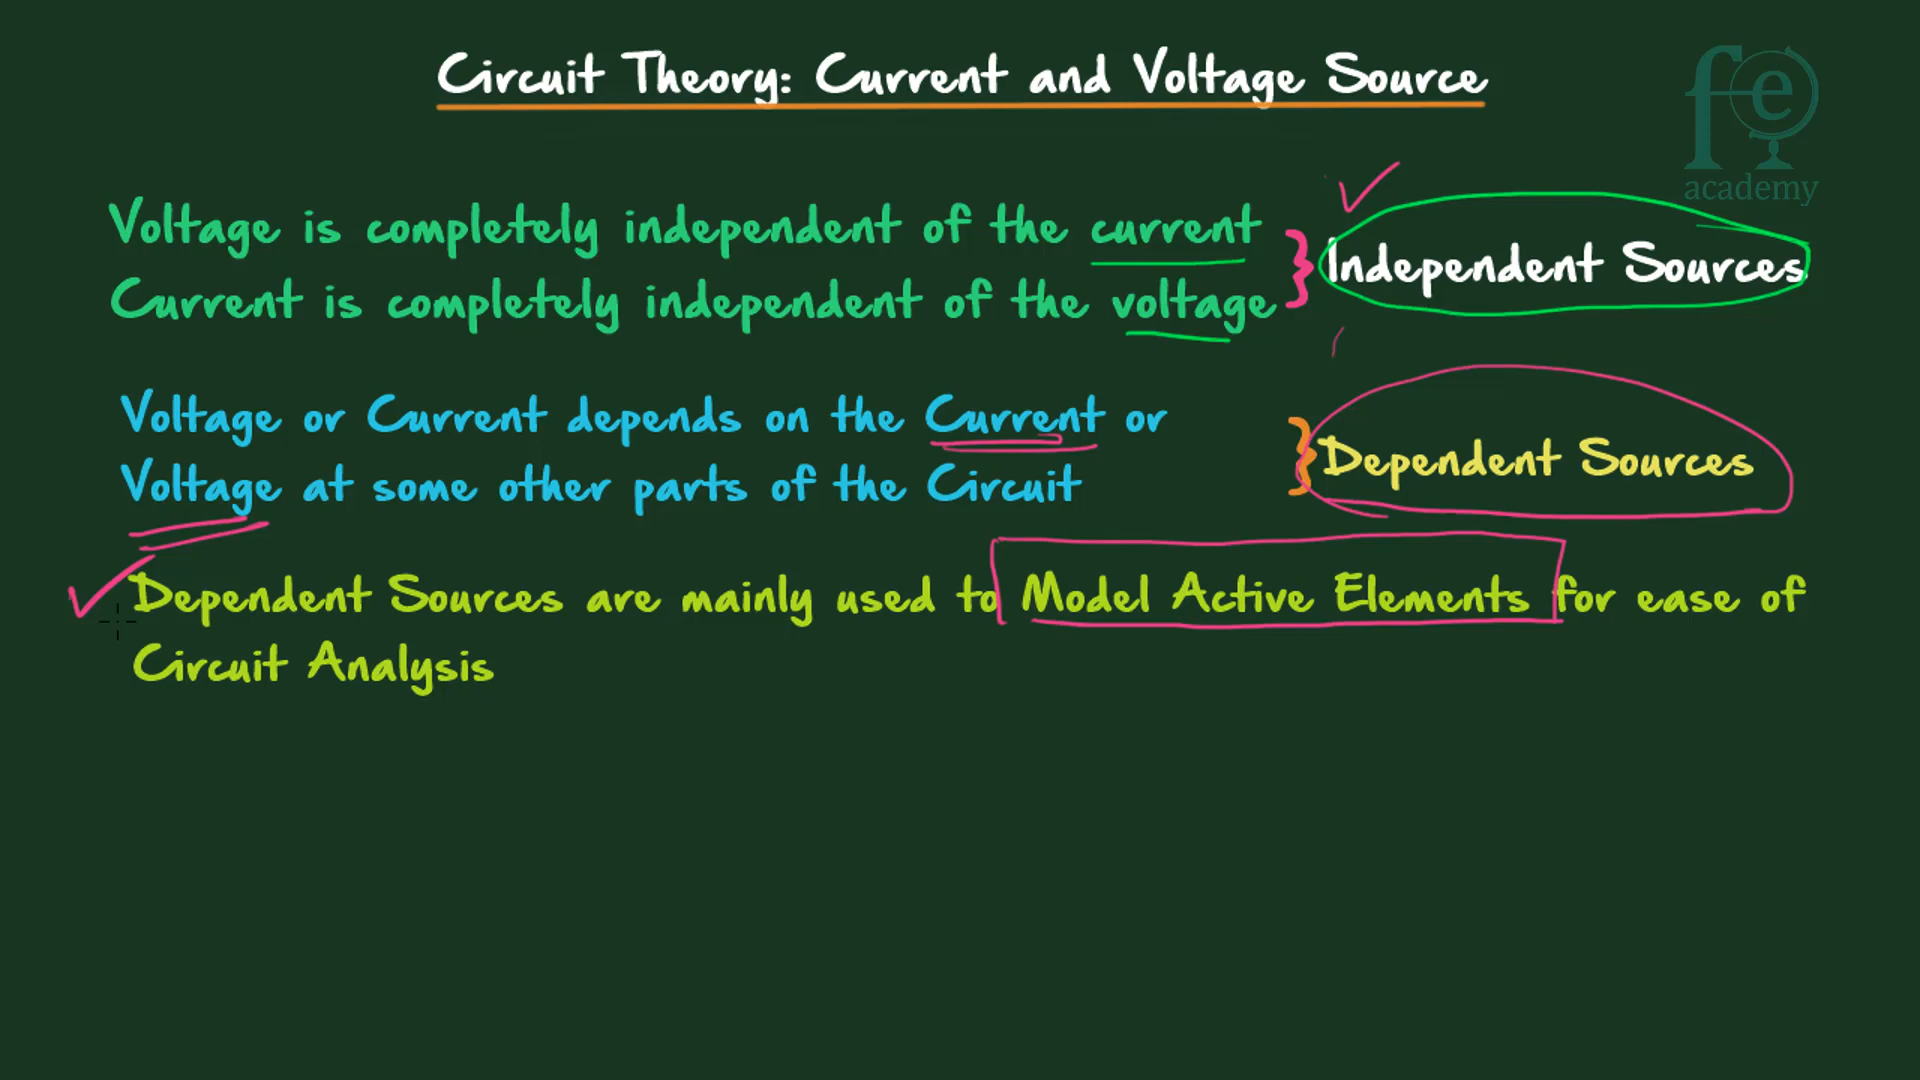 Circuit Theory: Current and Voltage Source
fe
academy
Voltage is completely independent of the current
Current is completely independent of the voltage
Independent Sources
Voltage or Current depends on the Current or
Voltage at some other parts of the Circuit
Dependent Sources
Dependent Sources are mainly used to Model Active Elements for ease of
Circuit Analysis